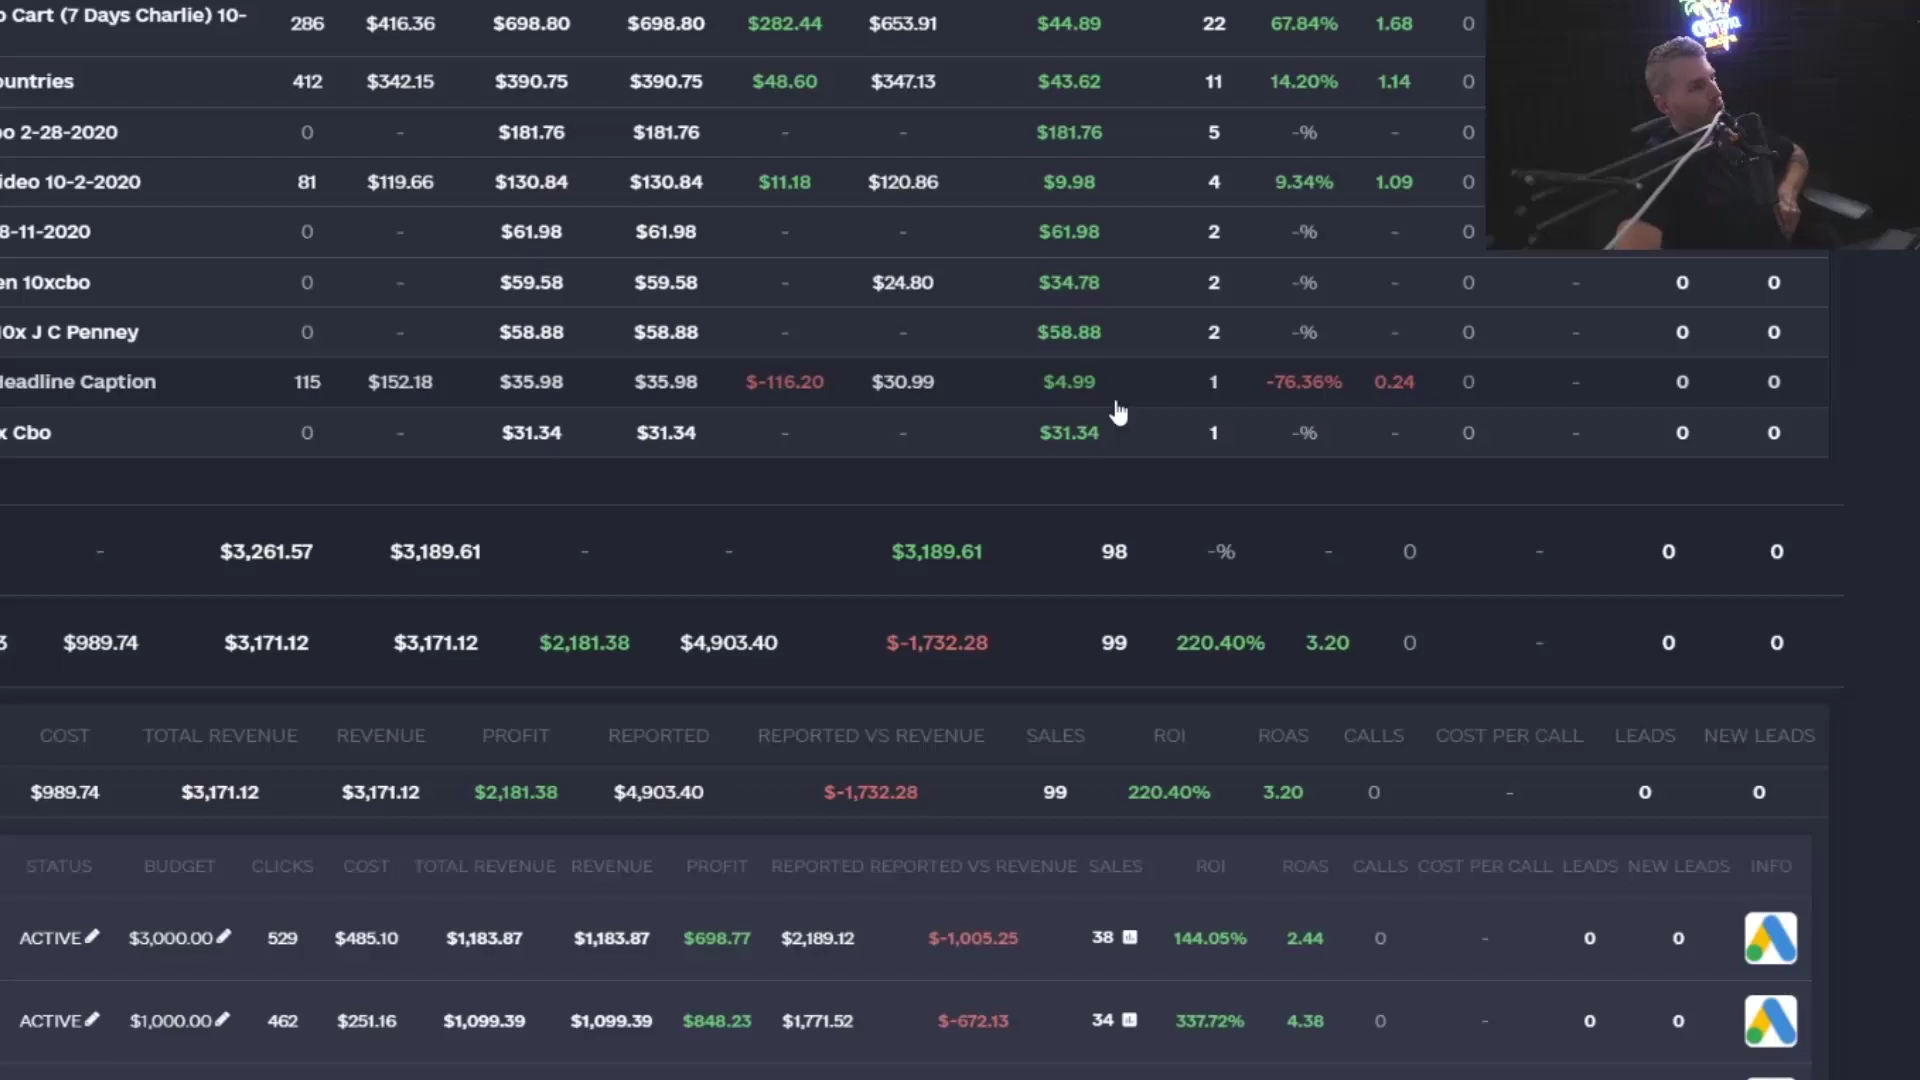 o Cart (7 Days Charlie) 10- 286 $416.36 $698.80 $698.80 $282.44 $653.91 $44.89 22 67.84% 1.68 0
ountries 412 $342.15 $390.75 $390.75 $48.60 $347.13 $43.62 11 14.20% 1.14 0
oo 2-28-2020 0 - $181.76 $181.76 - - $181.76 5 -% - 0
ideo 10-2-2020 81 $119.66 $130.84 $130.84 $11.18 $120.86 $9.98 4 9.34% 1.09 0
8-11-2020 0 - $61.98 $61.98 - - $61.98 2 -% - 0
en 10xcbo 0 - $59.58 $59.58 - $24.80 $34.78 2 -% - 0 - 0 0
10x J C Penney 0 - $58.88 $58.88 - - $58.88 2 -% - 0 - 0 0
Headline Caption 115 $152.18 $35.98 $35.98 $-116.20 $30.99 $4.99 1 -76.36% 0.24 0 - 0 0
x Cbo 0 - $31.34 $31.34 - - $31.34 1 -% - 0 - 0 0
- $3,261.57 $3,189.61 - - $3,189.61 98 -% - 0 - 0 0
3 $989.74 $3,171.12 $3,171.12 $2,181.38 $4,903.40 $-1,732.28 99 220.40% 3.20 0 - 0 0
COST TOTAL REVENUE REVENUE PROFIT REPORTED REPORTED VS REVENUE SALES ROI ROAS CALLS COST PER CALL LEADS NEW LEADS
$989.74 $3,171.12 $3,171.12 $2,181.38 $4,903.40 $-1,732.28 99 220.40% 3.20 0 - 0 0
STATUS BUDGET CLICKS COST TOTAL REVENUE REVENUE PROFIT REPORTED REPORTED VS REVENUE SALES ROI ROAS CALLS COST PER CALL LEADS NEW LEADS INFO
ACTIVE $3,000.00 529 $485.10 $1,183.87 $1,183.87 $698.77 $2,189.12 $-1,005.25 38 144.05% 2.44 0 - 0 0
ACTIVE $1,000.00 462 $251.16 $1,099.39 $1,099.39 $848.23 $1,771.52 $-672.13 34 337.72% 4.38 0 - 0 0